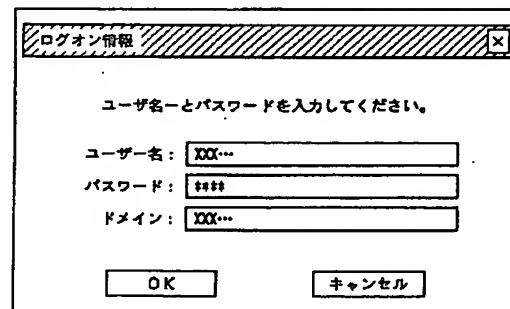 ログオン情報
ユーザ名ーとパスワードを入力してください。
ユーザー名： XXX…
パスワード： ****
ドメイン： XXX…
OK キャンセル